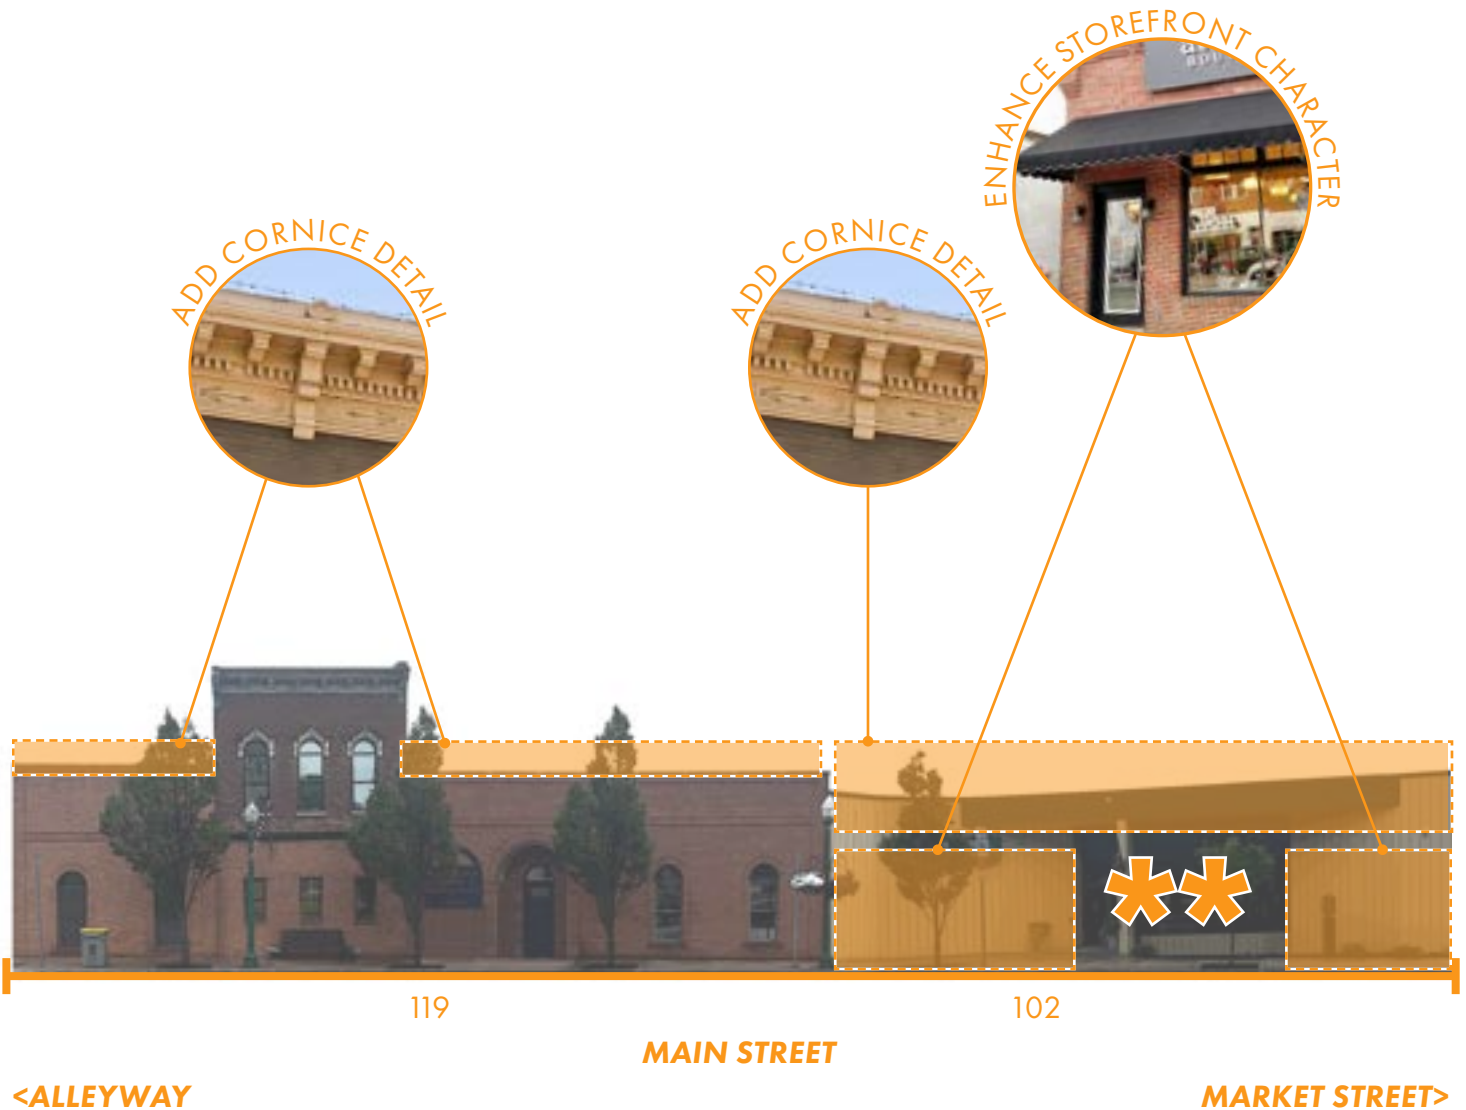 ENHANCE STOREFRONT CHARACTER
ADD CORNICE DETAIL
ADD CORNICE DETAIL
**
119
102
MAIN STREET
<ALLEYWAY
MARKET STREET>